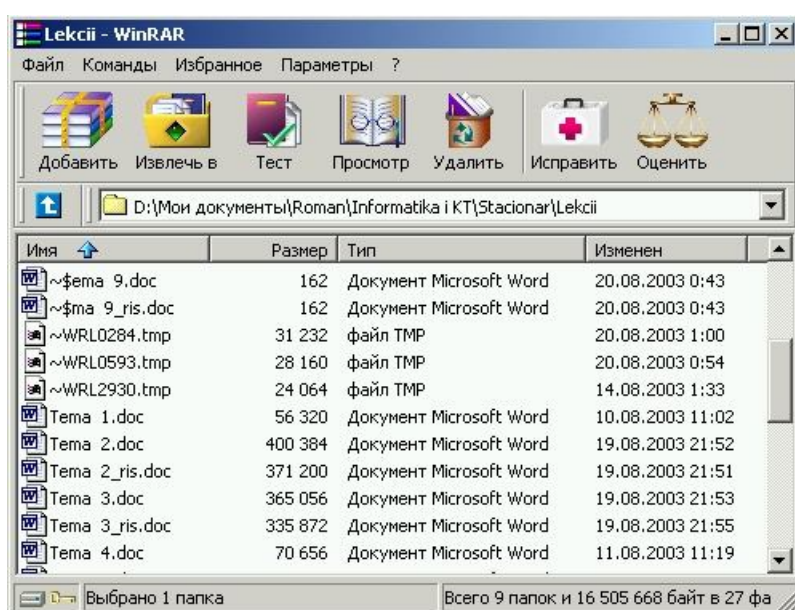 Lekcii - WinRAR
Файл Команды Избранное Параметры ?
Добавить Извлечь в Тест Просмотр Удалить Исправить Оценить
D:\Мои документы\Roman\Informatika i KT\Stacionar\Lekcii
Имя Размер Тип Изменен
~$ema 9.doc 162 Документ Microsoft Word 20.08.2003 0:43
~$ma 9_ris.doc 162 Документ Microsoft Word 20.08.2003 0:43
~WRL0284.tmp 31 232 файл TMP 20.08.2003 1:00
~WRL0593.tmp 28 160 файл TMP 20.08.2003 0:54
~WRL2930.tmp 24 064 файл TMP 14.08.2003 1:33
Tema 1.doc 56 320 Документ Microsoft Word 10.08.2003 11:02
Tema 2.doc 400 384 Документ Microsoft Word 19.08.2003 21:52
Tema 2_ris.doc 371 200 Документ Microsoft Word 19.08.2003 21:51
Tema 3.doc 365 056 Документ Microsoft Word 19.08.2003 21:53
Tema 3_ris.doc 335 872 Документ Microsoft Word 19.08.2003 21:55
Tema 4.doc 70 656 Документ Microsoft Word 11.08.2003 11:19
Выбрано 1 папка Всего 9 папок и 16 505 668 байт в 27 фа